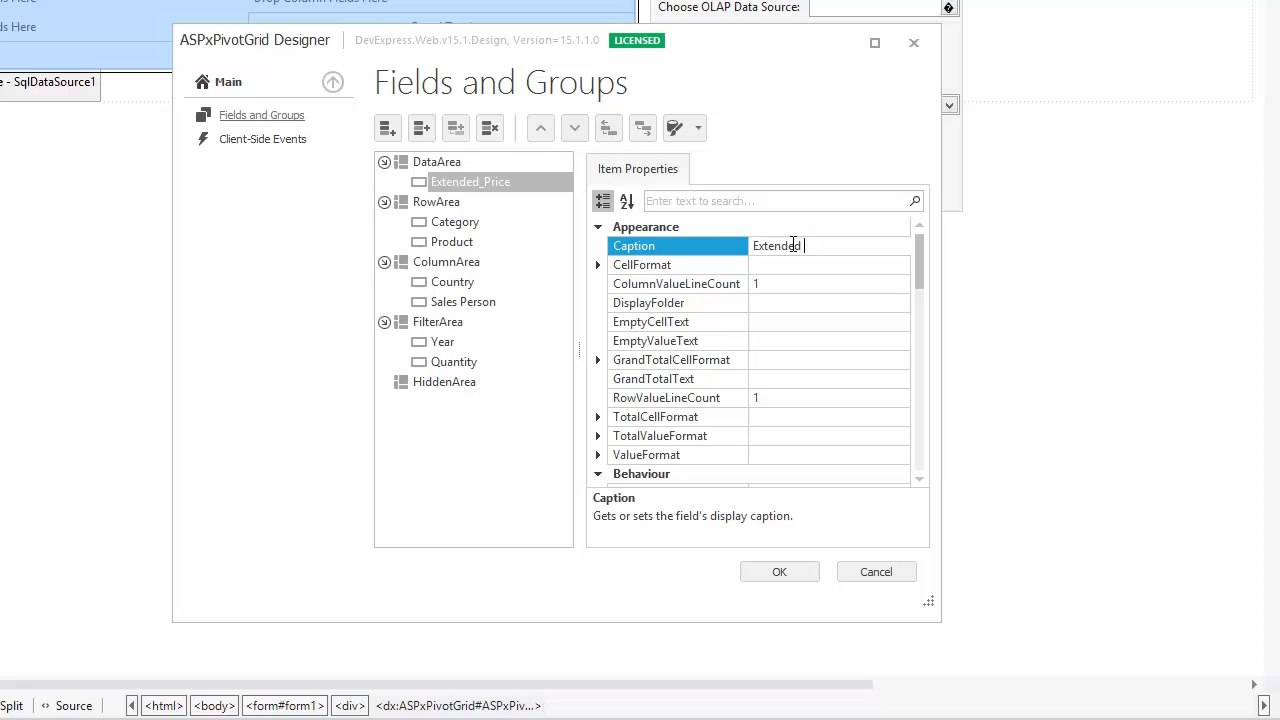 Drop Column Fields Here
s Here
ds Here
Choose OLAP Data Source:
e - SqlDataSource1
ASPxPivotGrid Designer
DevExpress.Web.v15.1.Design, Version=15.1.1.0
LICENSED
Main
Fields and Groups
Client-Side Events
Fields and Groups
DataArea
Extended_Price
RowArea
Category
Product
ColumnArea
Country
Sales Person
FilterArea
Year
Quantity
HiddenArea
Item Properties
Enter text to search...
Appearance
Caption Extended
CellFormat
ColumnValueLineCount 1
DisplayFolder
EmptyCellText
EmptyValueText
GrandTotalCellFormat
GrandTotalText
RowValueLineCount 1
TotalCellFormat
TotalValueFormat
ValueFormat
Behaviour
Caption
Gets or sets the field's display caption.
OK Cancel
Split Source <html> <body> <form#form1> <div> <dx:ASPxPivotGrid#ASPxPiv...>